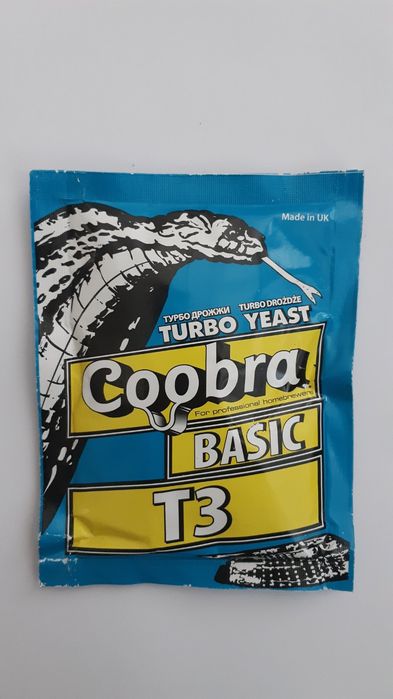 Made in UK
ТУРБО ДРОЖЖИ TURBO DROŻDŻE
TURBO YEAST
Coobra
For professional homebrewers
BASIC
T3